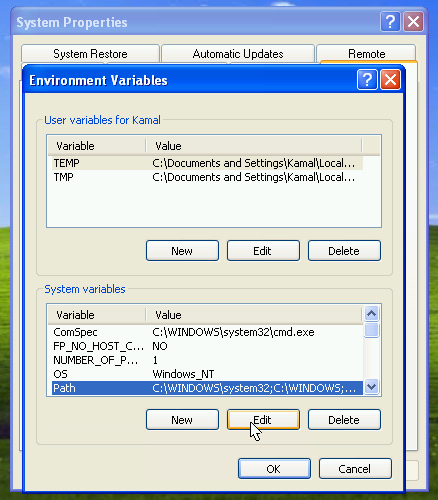 System Properties
System Restore Automatic Updates Remote
Environment Variables
User variables for Kamal
Variable Value
TEMP C:\Documents and Settings\Kamal\Local...
TMP C:\Documents and Settings\Kamal\Local...
New Edit Delete
System variables
Variable Value
ComSpec C:\WINDOWS\system32\cmd.exe
FP_NO_HOST_C... NO
NUMBER_OF_P... 1
OS Windows_NT
Path C:\WINDOWS\system32;C:\WINDOWS;...
New Edit Delete
OK Cancel